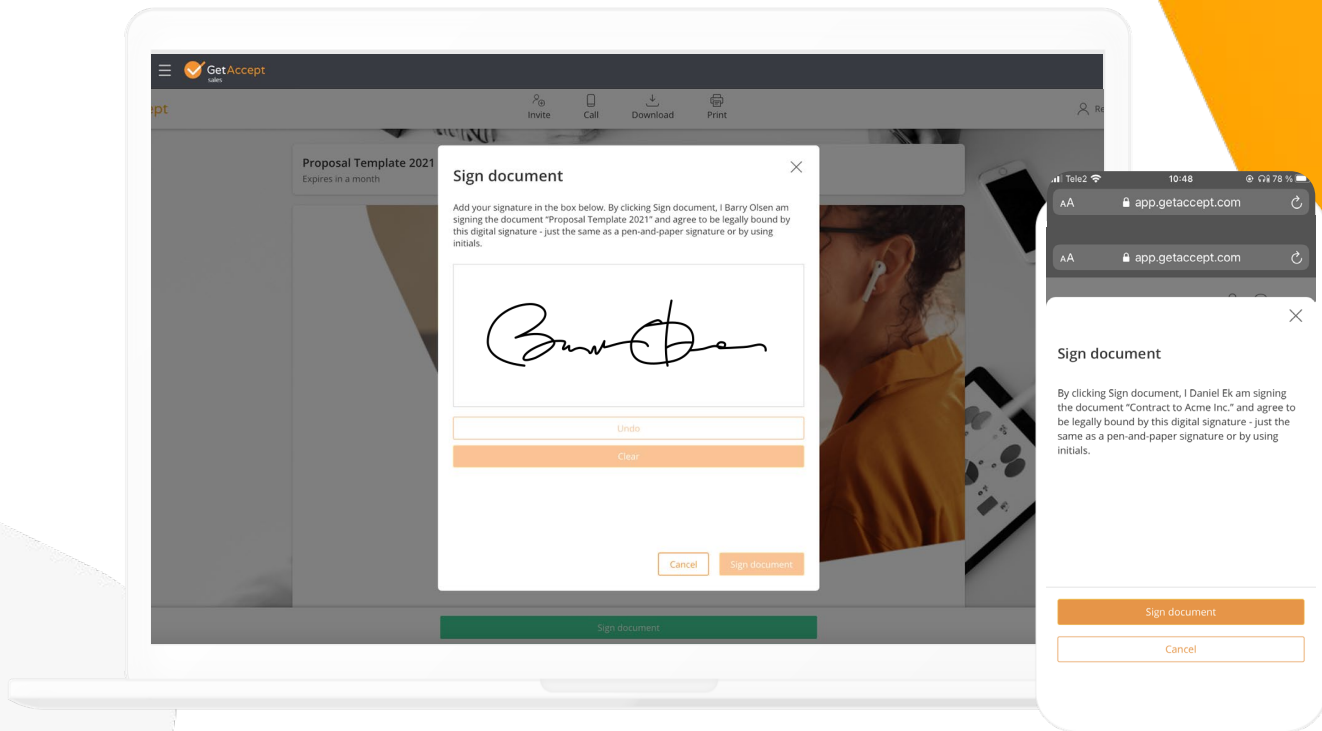 GetAccept
sales
ept
Invite
Call
Download
Print
Re
Proposal Template 2021
Expires in a month
Sign document
Add your signature in the box below. By clicking Sign document, I Barry Olsen am
signing the document “Proposal Template 2021” and agree to be legally bound by
this digital signature - just the same as a pen-and-paper signature or by using
initials.
Undo
Clear
Cancel
Sign document
Sign document
Tele2
10:48
78 %
AA
app.getaccept.com
AA
app.getaccept.com
Sign document
By clicking Sign document, I Daniel Ek am signing
the document “Contract to Acme Inc.” and agree to
be legally bound by this digital signature - just the
same as a pen-and-paper signature or by using
initials.
Sign document
Cancel